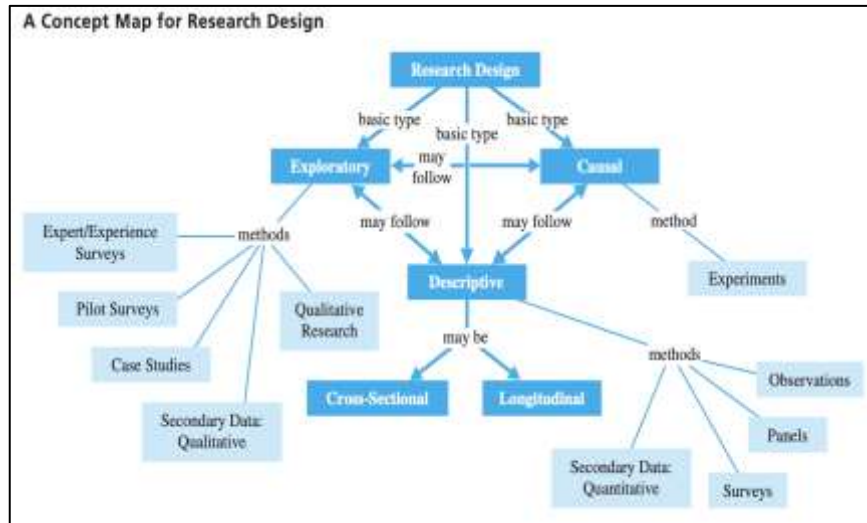 A Concept Map for Research Design
Research Design
basic type
basic type
basic type
Exploratory
may
follow
Causal
may follow
may follow
methods
method
Expert/Experience
Surveys
Pilot Surveys
Case Studies
Secondary Data:
Qualitative
Qualitative
Research
Descriptive
Experiments
may be
Cross-Sectional
Longitudinal
methods
Observations
Panels
Surveys
Secondary Data:
Quantitative